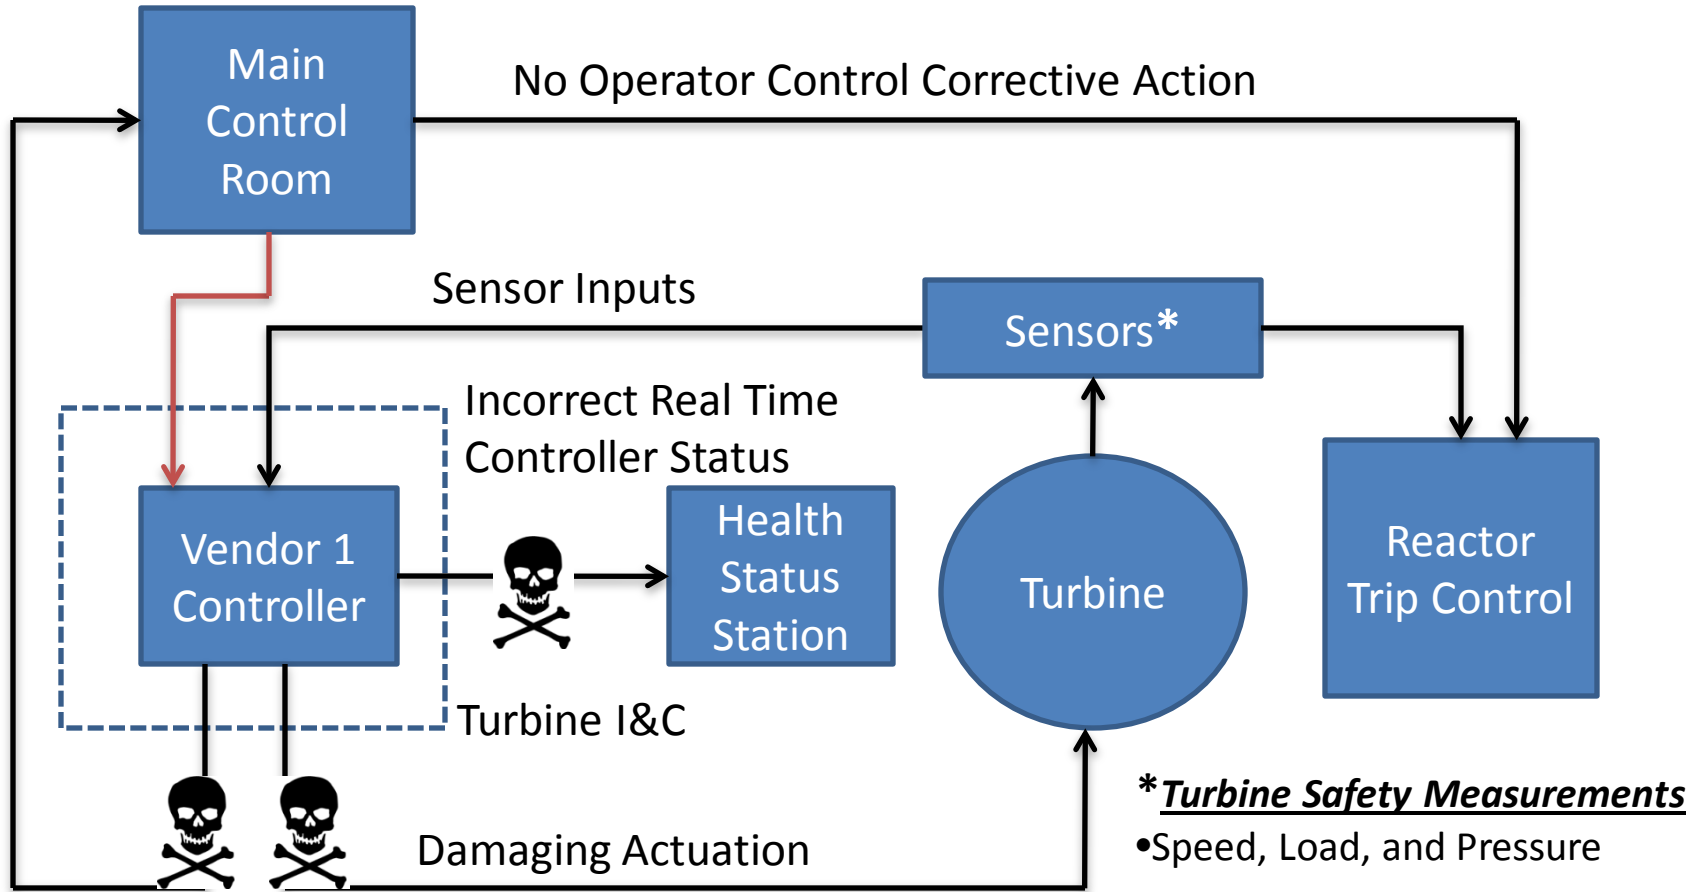 Main
Control
Room
No Operator Control Corrective Action
Sensor Inputs
Sensors*
Incorrect Real Time
Controller Status
Vendor 1
Controller
Health
Status
Station
Turbine
Reactor
Trip Control
Turbine I&C
Damaging Actuation
*Turbine Safety Measurements
•Speed, Load, and Pressure